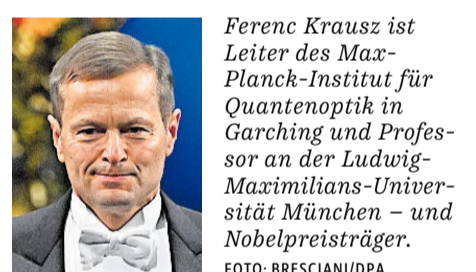 Ferenc Krausz ist
Leiter des Max-
Planck-Institut für
Quantenoptik in
Garching und Profes-
sor an der Ludwig-
Maximilians-Univer-
sität München – und
Nobelpreisträger.
FOTO: BRESCIANI/DPA